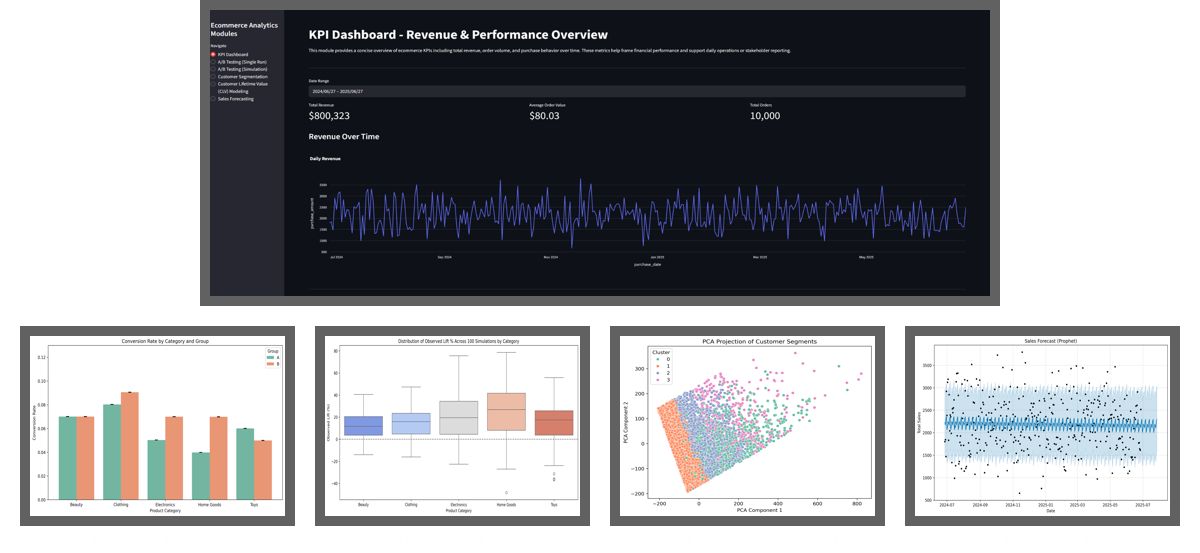 Ecommerce Analytics
Modules
Navigate
KPI Dashboard
A/B Testing (Single Run)
A/B Testing (Simulation)
Customer Segmentation
Customer Lifetime Value
(CLV) Modeling
Sales Forecasting
KPI Dashboard - Revenue & Performance Overview
This module provides a concise overview of ecommerce KPIs including total revenue, order volume, and purchase behavior over time. These metrics help frame financial performance and support daily operations or stakeholder reporting.
Date Range
2024/06/27 – 2025/06/27
Total Revenue
$800,323
Average Order Value
$80.03
Total Orders
10,000
Revenue Over Time
Daily Revenue
purchase_amount
3500
3000
2500
2000
1500
1000
500
Jul 2024
Sep 2024
Nov 2024
Jan 2025
Mar 2025
May 2025
purchase_date
Conversion Rate by Category and Group
Group
A
B
Conversion Rate
0.12
0.10
0.08
0.06
0.04
0.02
0.00
Beauty
Clothing
Electronics
Home Goods
Toys
Product Category
Distribution of Observed Lift % Across 100 Simulations by Category
Observed Lift (%)
80
60
40
20
0
−20
−40
Beauty
Clothing
Electronics
Home Goods
Toys
Product Category
PCA Projection of Customer Segments
Cluster
0
1
2
3
PCA Component 2
300
200
100
0
−100
−200
−200
0
200
400
600
800
PCA Component 1
Sales Forecast (Prophet)
Total Sales
3500
3000
2500
2000
1500
1000
500
2024-07
2024-09
2024-11
2025-01
2025-03
2025-05
2025-07
Date